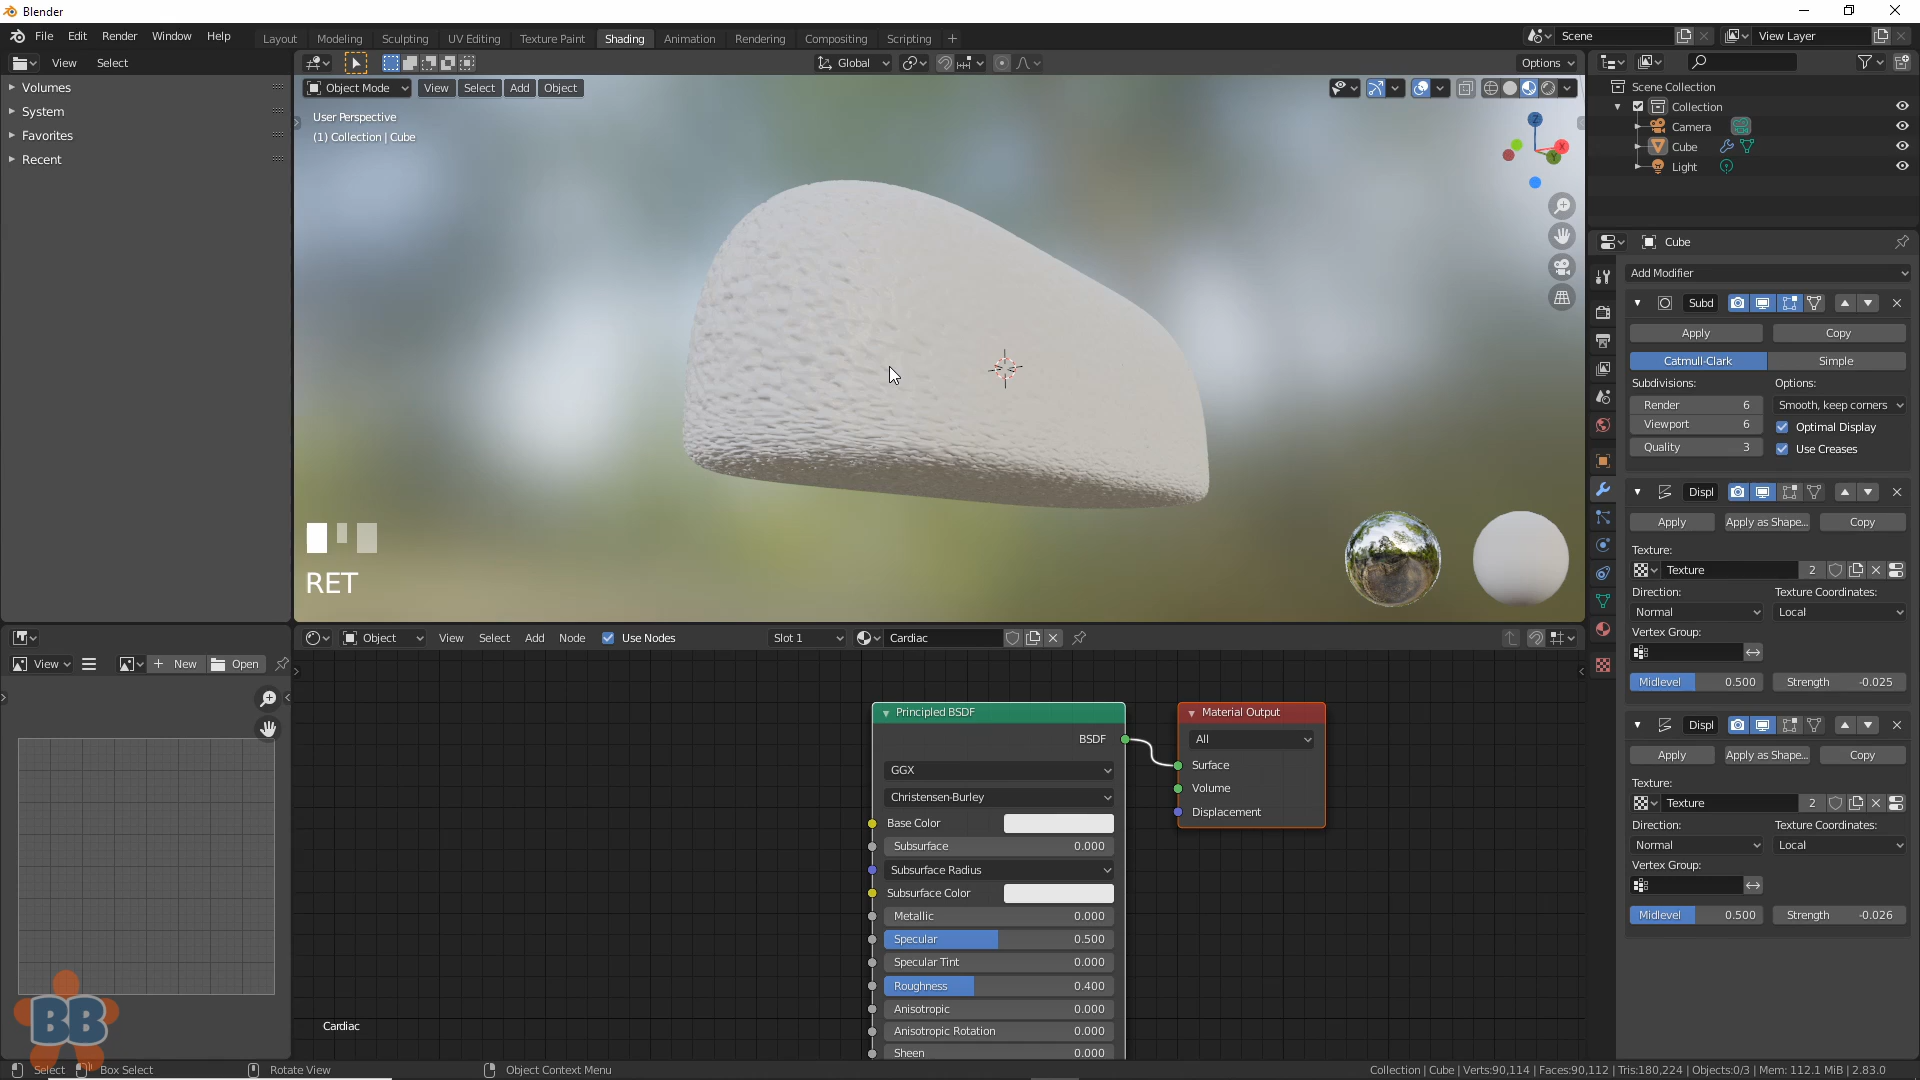 Blender
File Edit Render Window Help
Layout Modeling Sculpting UV Editing Texture Paint Shading Animation Rendering Compositing Scripting
Scene
View Layer
View Select
Global
Options
Volumes
System
Favorites
Recent
Object Mode View Select Add Object
User Perspective
(1) Collection | Cube
Z
X
Y
RET
Scene Collection
Collection
Camera
Cube
Light
Cube
Add Modifier
Subd
Apply Copy
Catmull-Clark Simple
Subdivisions: Options:
Render 6 Smooth, keep corners
Viewport 6 Optimal Display
Quality 3 Use Creases
Displ
Apply Apply as Shape... Copy
Texture:
Texture 2
Direction: Texture Coordinates:
Normal Local
Vertex Group:
Midlevel 0.500 Strength -0.025
Displ
Apply Apply as Shape... Copy
Texture:
Texture 2
Direction: Texture Coordinates:
Normal Local
Vertex Group:
Midlevel 0.500 Strength -0.026
View New Open
BB
Object View Select Add Node Use Nodes Slot 1 Cardiac
Principled BSDF
BSDF
GGX
Christensen-Burley
Base Color
Subsurface 0.000
Subsurface Radius
Subsurface Color
Metallic 0.000
Specular 0.500
Specular Tint 0.000
Roughness 0.400
Anisotropic 0.000
Anisotropic Rotation 0.000
Sheen 0.000
Material Output
All
Surface
Volume
Displacement
Cardiac
Select Box Select Rotate View Object Context Menu
Collection | Cube | Verts:90,114 | Faces:90,112 | Tris:180,224 | Objects:0/3 | Mem: 112.1 MiB | 2.83.0